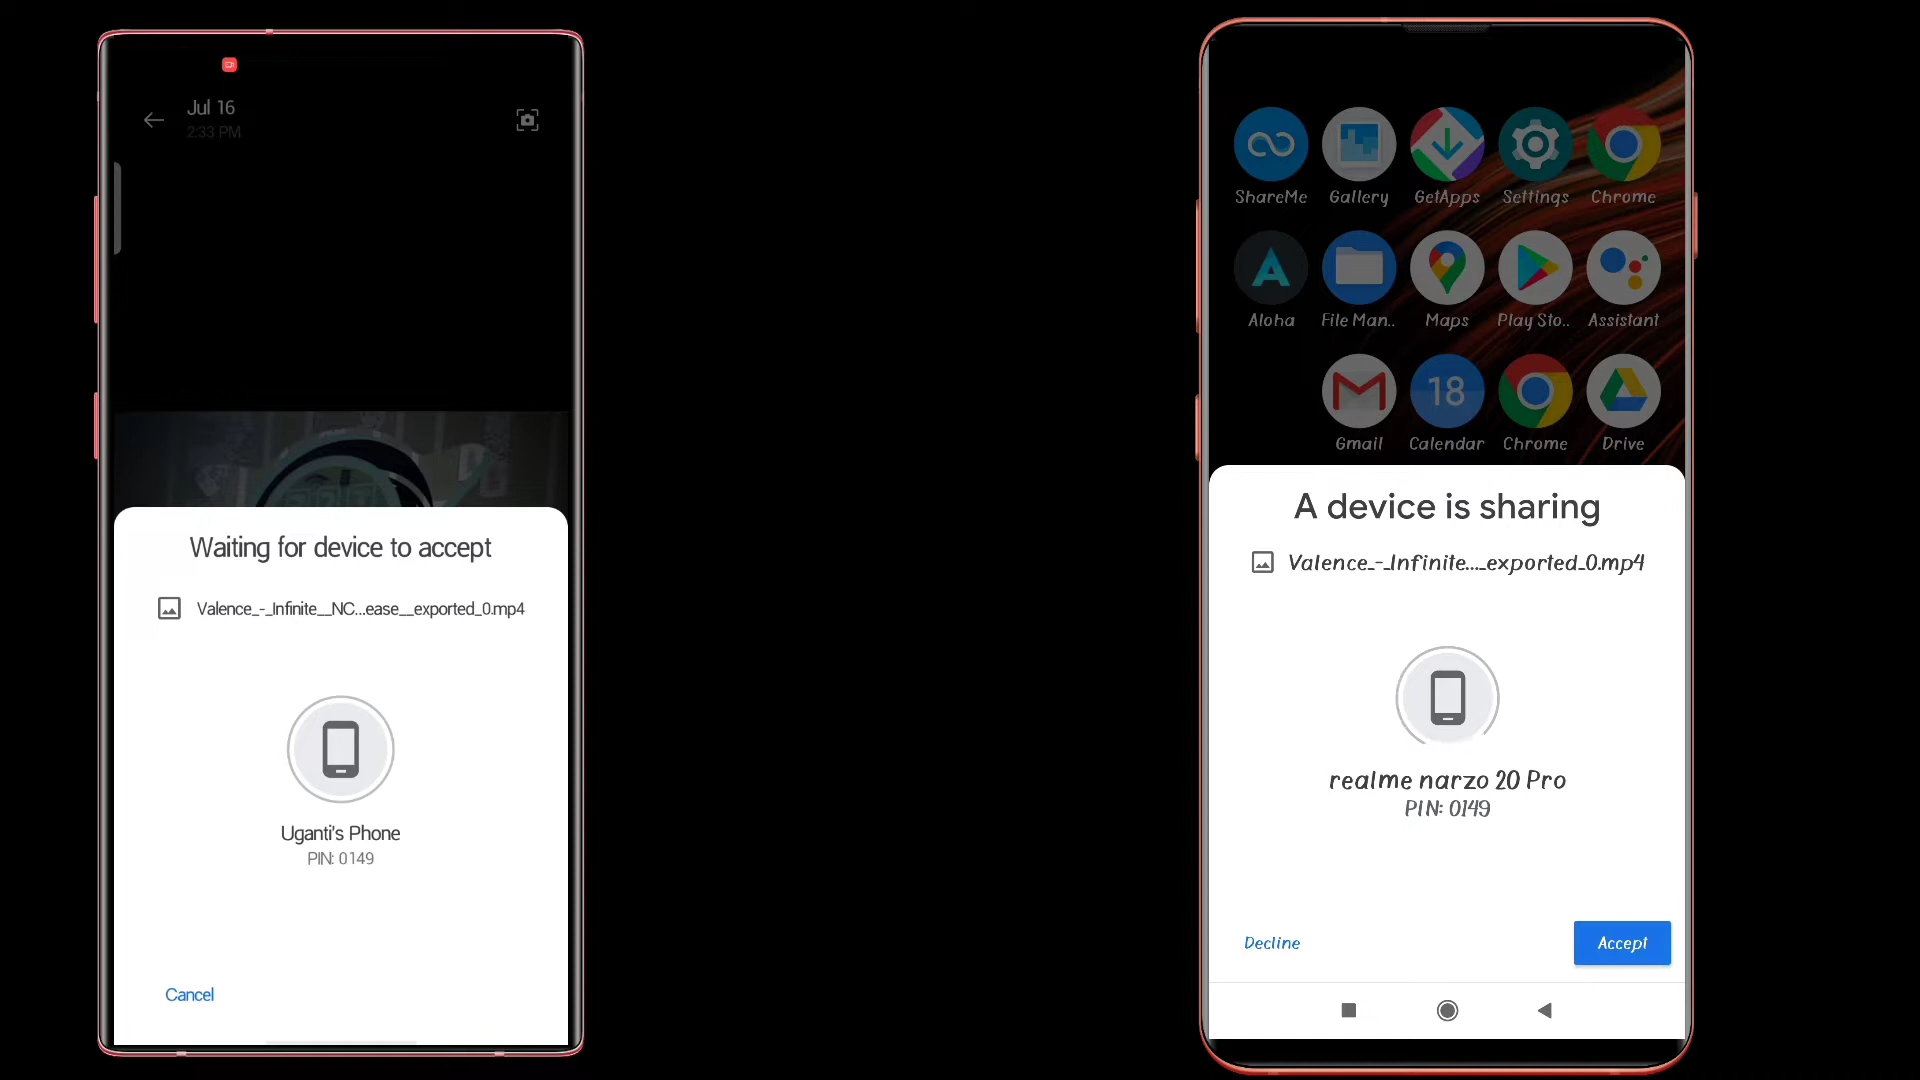 Jul 16
2:33 PM
Waiting for device to accept
Valence_-_Infinite__NC...ease__exported_0.mp4
Uganti's Phone
PIN: 0149
Cancel
ShareMe Gallery GetApps Settings Chrome
Aloha File Man.. Maps Play Sto.. Assistant
18
Gmail Calendar Chrome Drive
A device is sharing
Valence_-_Infinite..._exported_0.mp4
realme narzo 20 Pro
PIN: 0149
Decline Accept